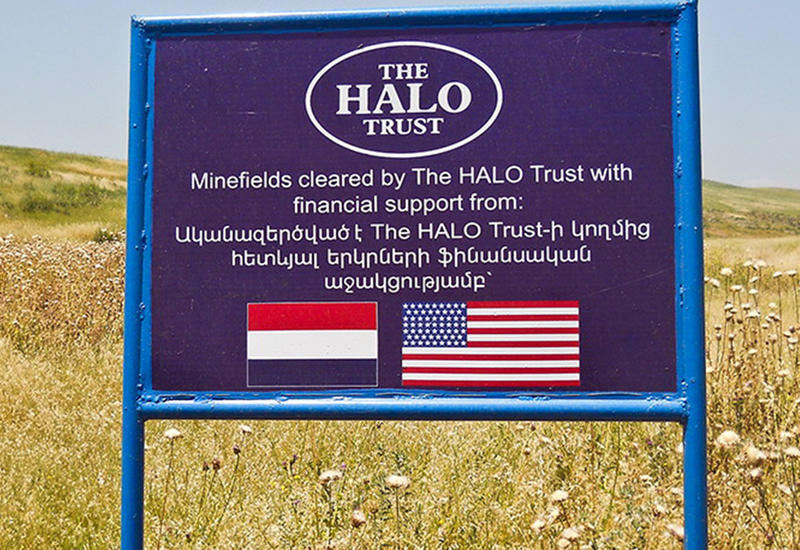 THE
HALO
TRUST
Minefields cleared by The HALO Trust with
financial support from:
Ականազերծված է The HALO Trust-ի կողմից
հետևյալ երկրների ֆինանսական
աջակցությամբ՝